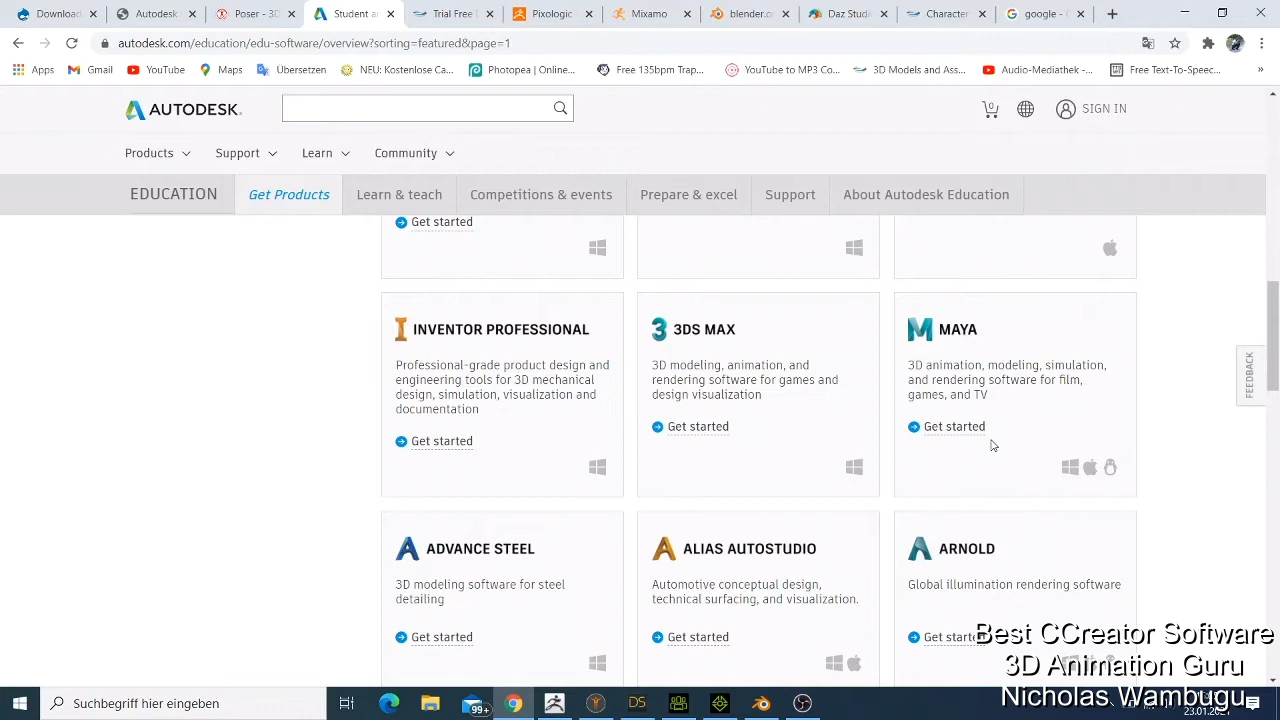 Download
Autodesk
Poser - 3D
Student ar
Trial Free D
Pixologic
Mixamo
blender.or
Daz Studi
Character
google - G
autodesk.com/education/edu-software/overview?sorting=featured&page=1
Apps Gmail YouTube Maps Übersetzen NEU: Kostenlose Ca... Photopea | Online... Free 135bpm Trap... YouTube to MP3 Co... 3D Models and Ass... Audio-Mediathek -... Free Text-To-Speec... »
AUTODESK.
0
SIGN IN
Products Support Learn Community
EDUCATION Get Products Learn & teach Competitions & events Prepare & excel Support About Autodesk Education
Get started
INVENTOR PROFESSIONAL
Professional-grade product design and
engineering tools for 3D mechanical
design, simulation, visualization and
documentation
Get started
3 3DS MAX
3D modeling, animation, and
rendering software for games and
design visualization
Get started
M MAYA
3D animation, modeling, simulation,
and rendering software for film,
games, and TV
Get started
FEEDBACK
ADVANCE STEEL
3D modeling software for steel
detailing
Get started
ALIAS AUTOSTUDIO
Automotive conceptual design,
technical surfacing, and visualization.
Get started
ARNOLD
Global illumination rendering software
Get started
Best CCreator Software
3D Animation Guru
Nicholas Wambugu
Suchbegriff hier eingeben
99+
DS